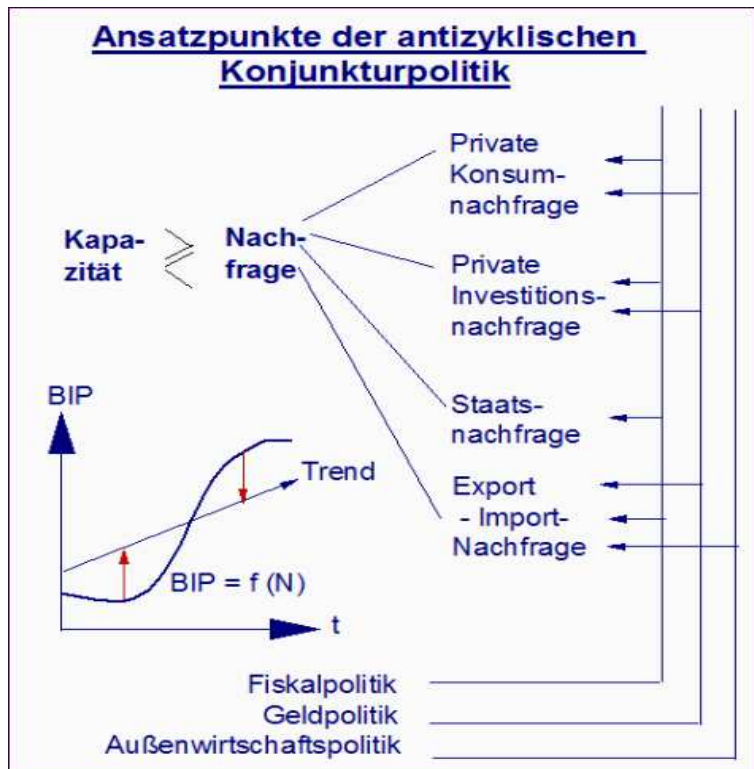 Ansatzpunkte der antizyklischen
Konjunkturpolitik
Private
Konsum-
nachfrage
Kapa-
zität
Nach-
frage
Private
Investitions-
nachfrage
Staats-
nachfrage
Export
- Import-
Nachfrage
BIP
Trend
BIP = f (N)
t
Fiskalpolitik
Geldpolitik
Außenwirtschaftspolitik